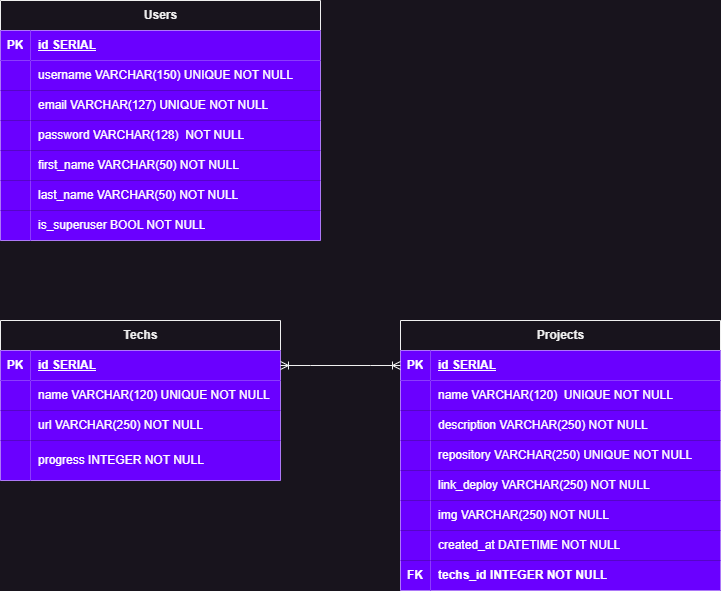 Users
PK id SERIAL
username VARCHAR(150) UNIQUE NOT NULL
email VARCHAR(127) UNIQUE NOT NULL
password VARCHAR(128)  NOT NULL
first_name VARCHAR(50) NOT NULL
last_name VARCHAR(50) NOT NULL
is_superuser BOOL NOT NULL
Techs
PK id SERIAL
name VARCHAR(120) UNIQUE NOT NULL
url VARCHAR(250) NOT NULL
progress INTEGER NOT NULL
Projects
PK id SERIAL
name VARCHAR(120)  UNIQUE NOT NULL
description VARCHAR(250) NOT NULL
repository VARCHAR(250) UNIQUE NOT NULL
link_deploy VARCHAR(250) NOT NULL
img VARCHAR(250) NOT NULL
created_at DATETIME NOT NULL
FK techs_id INTEGER NOT NULL